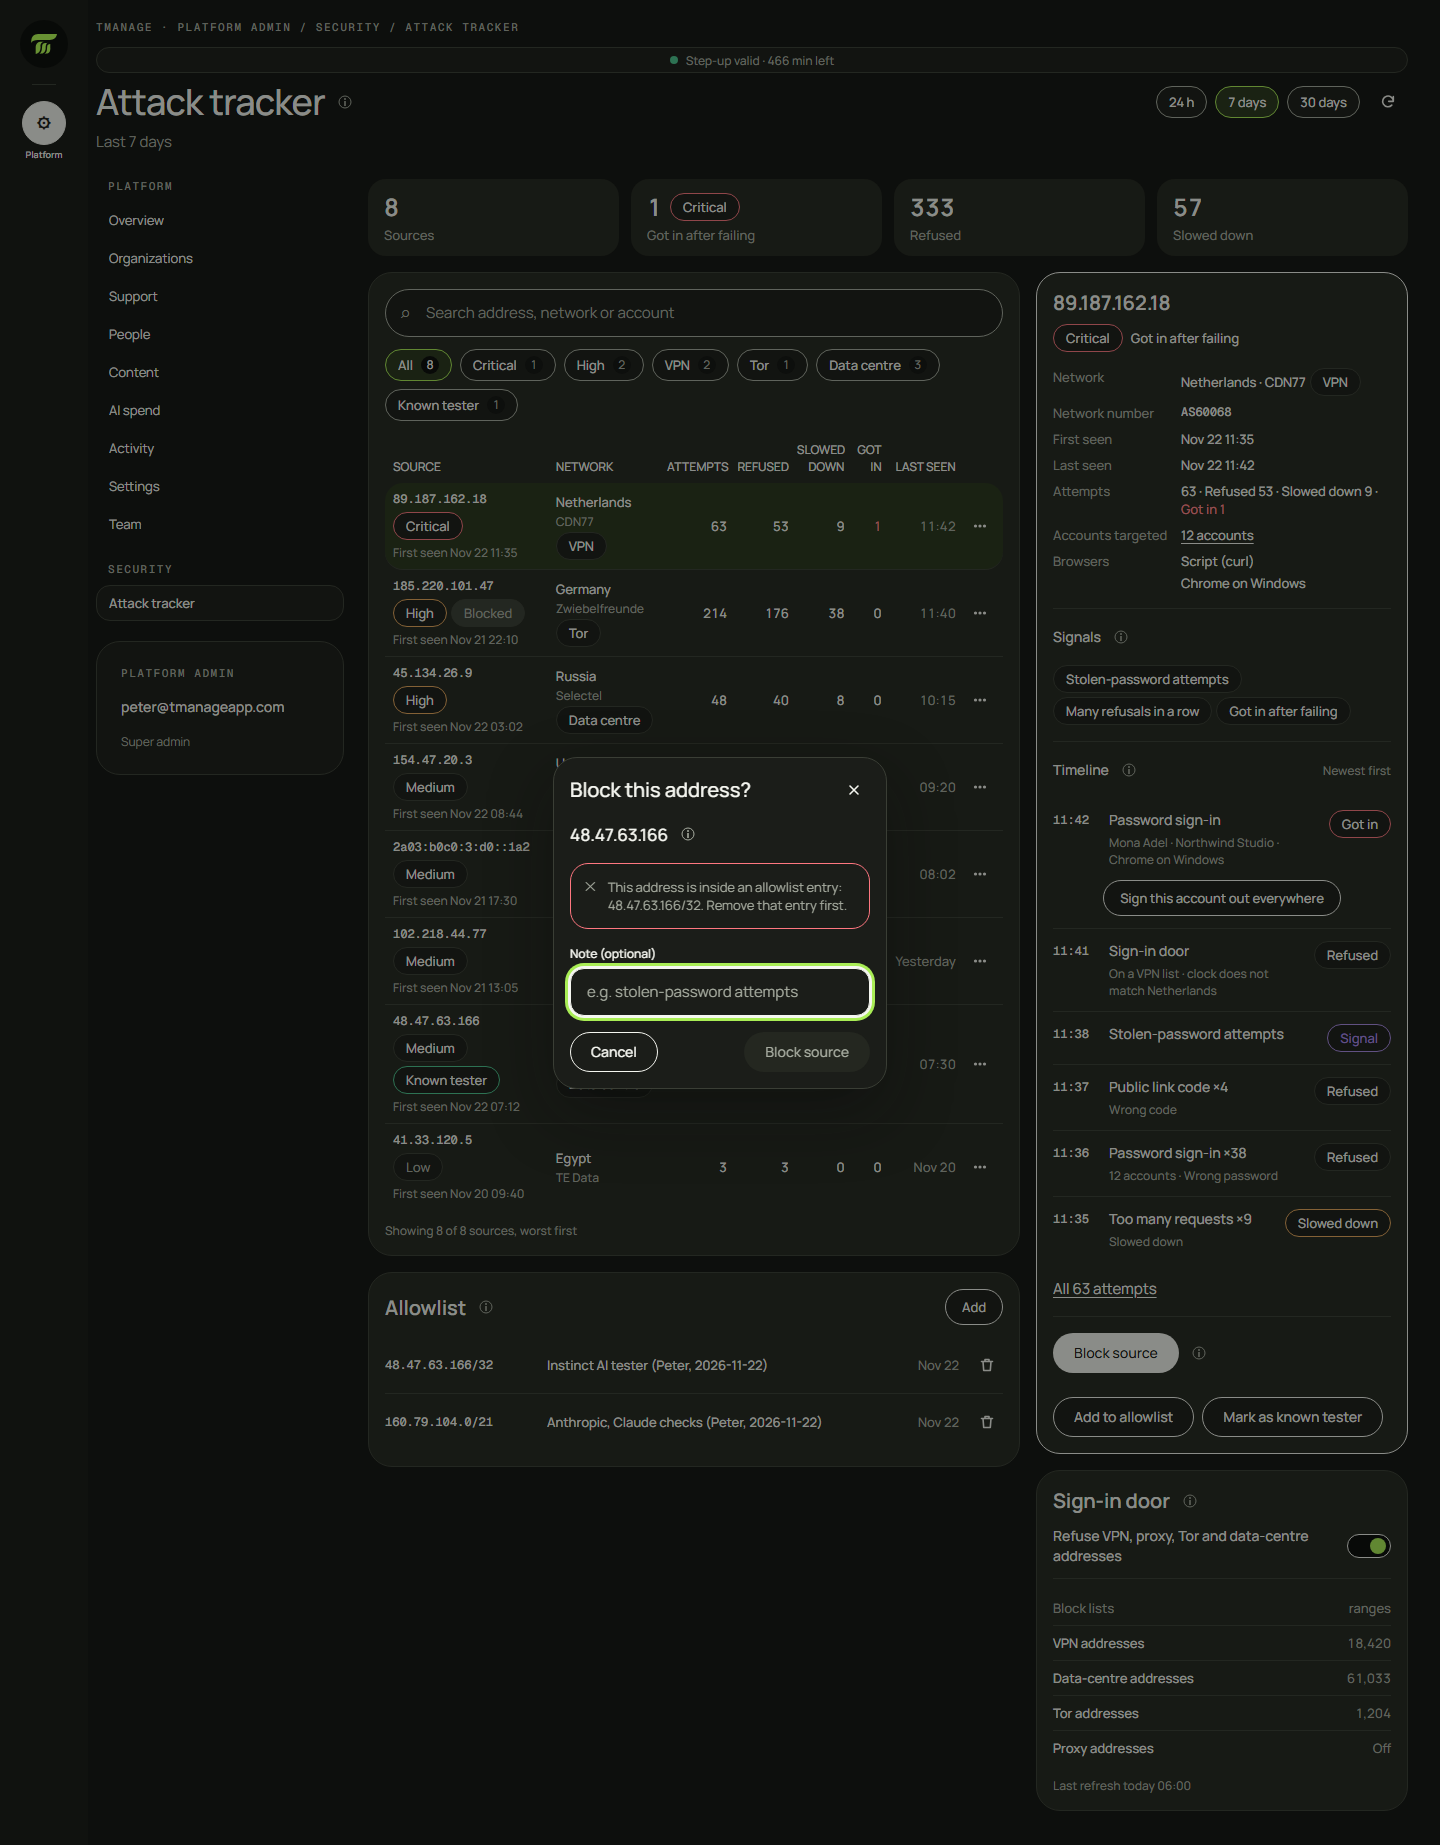 TMANAGE · PLATFORM ADMIN / SECURITY / ATTACK TRACKER
Step-up valid · 466 min left
Attack tracker
24 h
7 days
30 days
Last 7 days
Platform
PLATFORM
Overview
Organizations
Support
People
Content
AI spend
Activity
Settings
Team
SECURITY
Attack tracker
PLATFORM ADMIN
peter@tmanageapp.com
Super admin
8
Sources
1 Critical
Got in after failing
333
Refused
57
Slowed down
Search address, network or account
All 8
Critical 1
High 2
VPN 2
Tor 1
Data centre 3
Known tester 1
SOURCE NETWORK ATTEMPTS REFUSED SLOWED DOWN GOT IN LAST SEEN
89.187.162.18
Critical
First seen Nov 22 11:35
Netherlands
CDN77
VPN
63 53 9 1 11:42
185.220.101.47
High Blocked
First seen Nov 21 22:10
Germany
Zwiebelfreunde
Tor
214 176 38 0 11:40
45.134.26.9
High
First seen Nov 22 03:02
Russia
Selectel
Data centre
48 40 8 0 10:15
154.47.20.3
Medium
First seen Nov 22 08:44
09:20
2a03:b0c0:3:d0::1a2
Medium
First seen Nov 21 17:30
08:02
102.218.44.77
Medium
First seen Nov 21 13:05
Yesterday
48.47.63.166
Medium
Known tester
First seen Nov 22 07:12
07:30
41.33.120.5
Low
First seen Nov 20 09:40
Egypt
TE Data
3 3 0 0 Nov 20
Showing 8 of 8 sources, worst first
Block this address?
48.47.63.166
This address is inside an allowlist entry:
48.47.63.166/32. Remove that entry first.
Note (optional)
e.g. stolen-password attempts
Cancel
Block source
Allowlist
Add
48.47.63.166/32 Instinct AI tester (Peter, 2026-11-22) Nov 22
160.79.104.0/21 Anthropic, Claude checks (Peter, 2026-11-22) Nov 22
89.187.162.18
Critical Got in after failing
Network Netherlands · CDN77 VPN
Network number AS60068
First seen Nov 22 11:35
Last seen Nov 22 11:42
Attempts 63 · Refused 53 · Slowed down 9 ·
Got in 1
Accounts targeted 12 accounts
Browsers Script (curl)
Chrome on Windows
Signals
Stolen-password attempts
Many refusals in a row
Got in after failing
Timeline
Newest first
11:42 Password sign-in Got in
Mona Adel · Northwind Studio ·
Chrome on Windows
Sign this account out everywhere
11:41 Sign-in door Refused
On a VPN list · clock does not
match Netherlands
11:38 Stolen-password attempts Signal
11:37 Public link code ×4 Refused
Wrong code
11:36 Password sign-in ×38 Refused
12 accounts · Wrong password
11:35 Too many requests ×9 Slowed down
Slowed down
All 63 attempts
Block source
Add to allowlist
Mark as known tester
Sign-in door
Refuse VPN, proxy, Tor and data-centre
addresses
Block lists ranges
VPN addresses 18,420
Data-centre addresses 61,033
Tor addresses 1,204
Proxy addresses Off
Last refresh today 06:00